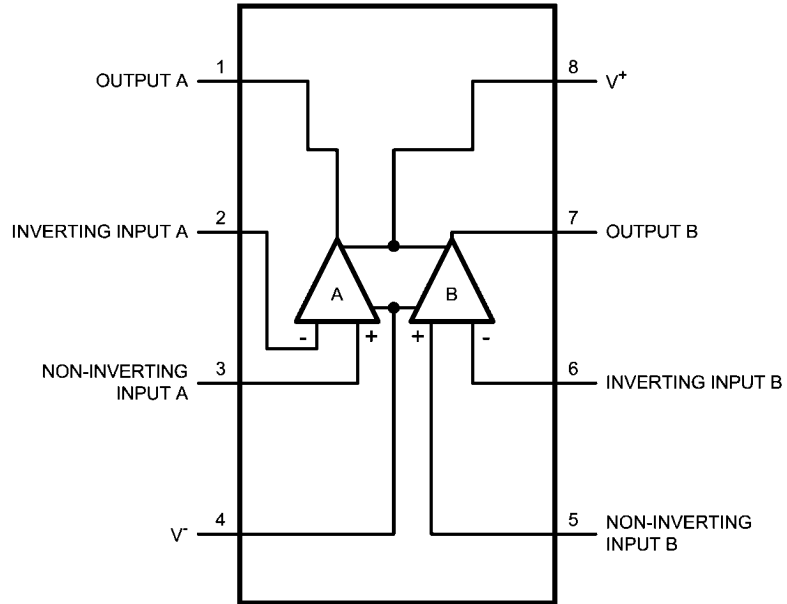 1
OUTPUT A
8
V+
2
INVERTING INPUT A
7
OUTPUT B
A
B
- + + -
3
NON-INVERTING
INPUT A
6
INVERTING INPUT B
4
V-
5
NON-INVERTING
INPUT B